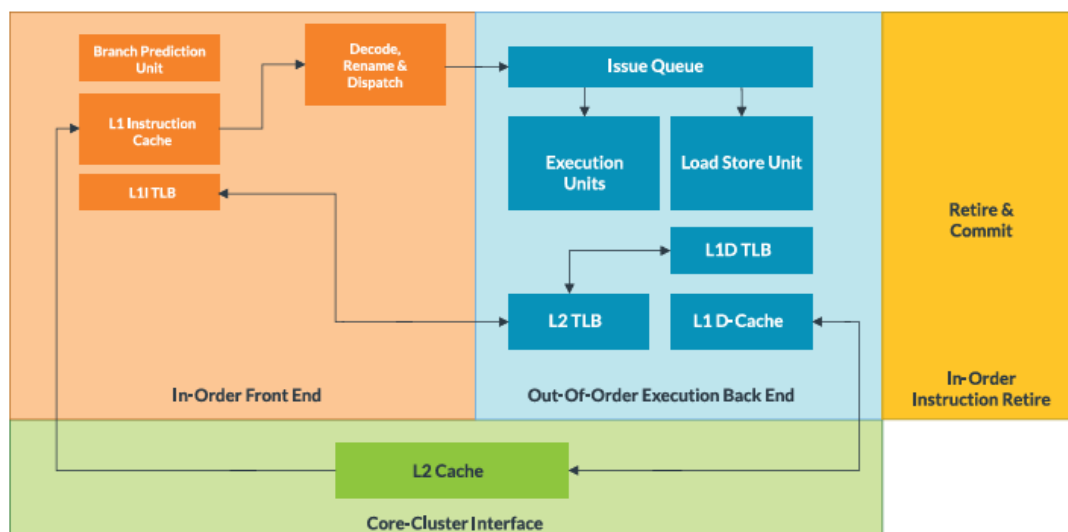 Branch Prediction
Unit
Decode,
Rename &
Dispatch
Issue Queue
L1 Instruction
Cache
Execution
Units
Load Store Unit
L1I TLB
Retire &
Commit
L1D TLB
L2 TLB
L1 D-Cache
In-Order Front End
Out-Of-Order Execution Back End
In-Order
Instruction Retire
L2 Cache
Core-Cluster Interface